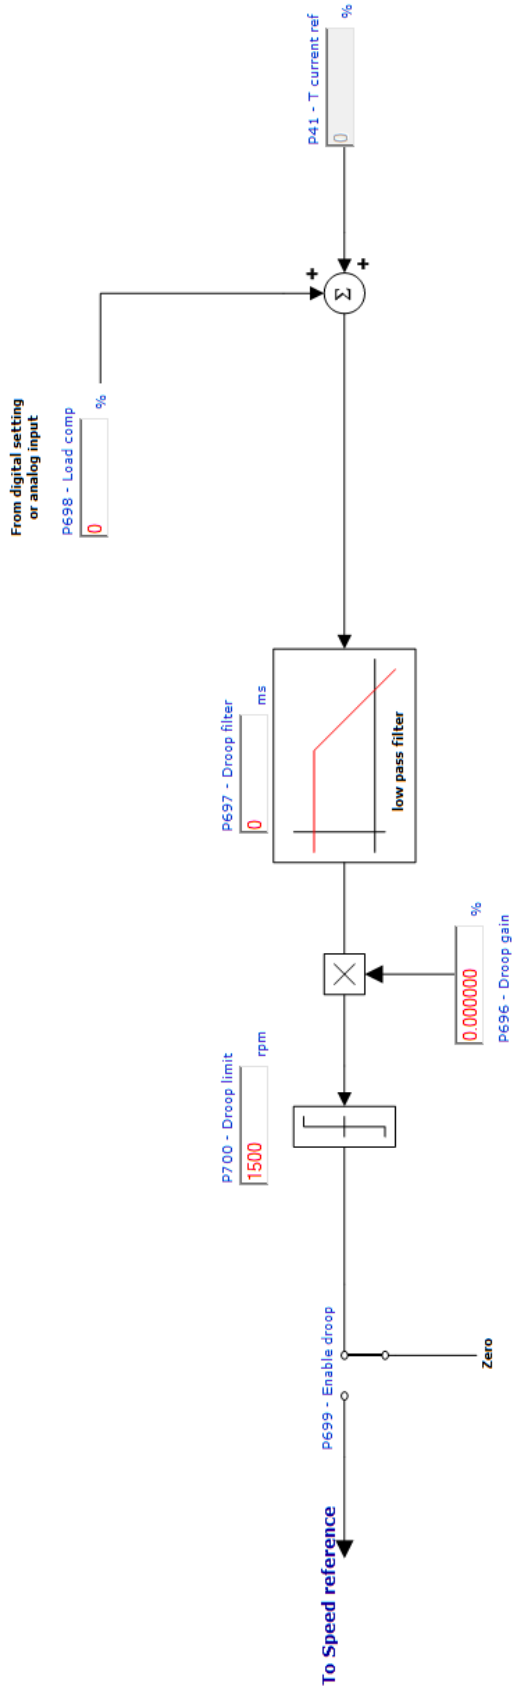 To Speed reference
P699 - Enable droop
Zero
P700 - Droop limit
1500
rpm
P696 - Droop gain
0.000000
%
P697 - Droop filter
0
ms
low pass filter
From digital setting
or analog input
P698 - Load comp
0
%
+
+
Σ
P41 - T current ref
0
%